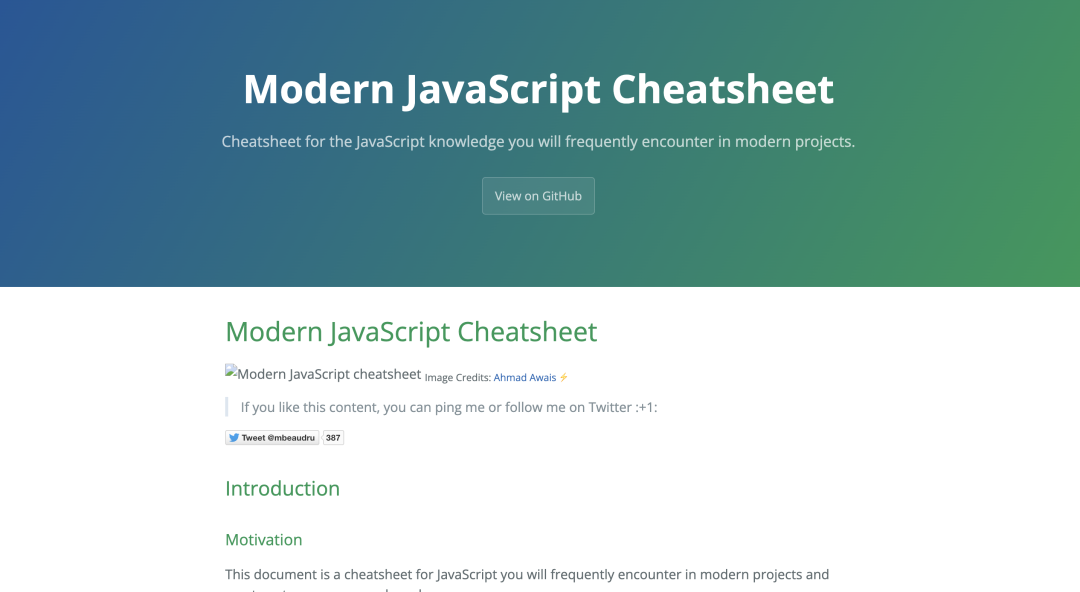 Modern JavaScript Cheatsheet
Cheatsheet for the JavaScript knowledge you will frequently encounter in modern projects.
View on GitHub
Modern JavaScript Cheatsheet
Modern JavaScript cheatsheet Image Credits: Ahmad Awais ⚡
If you like this content, you can ping me or follow me on Twitter :+1:
Tweet @mbeaudru 387
Introduction
Motivation
This document is a cheatsheet for JavaScript you will frequently encounter in modern projects and